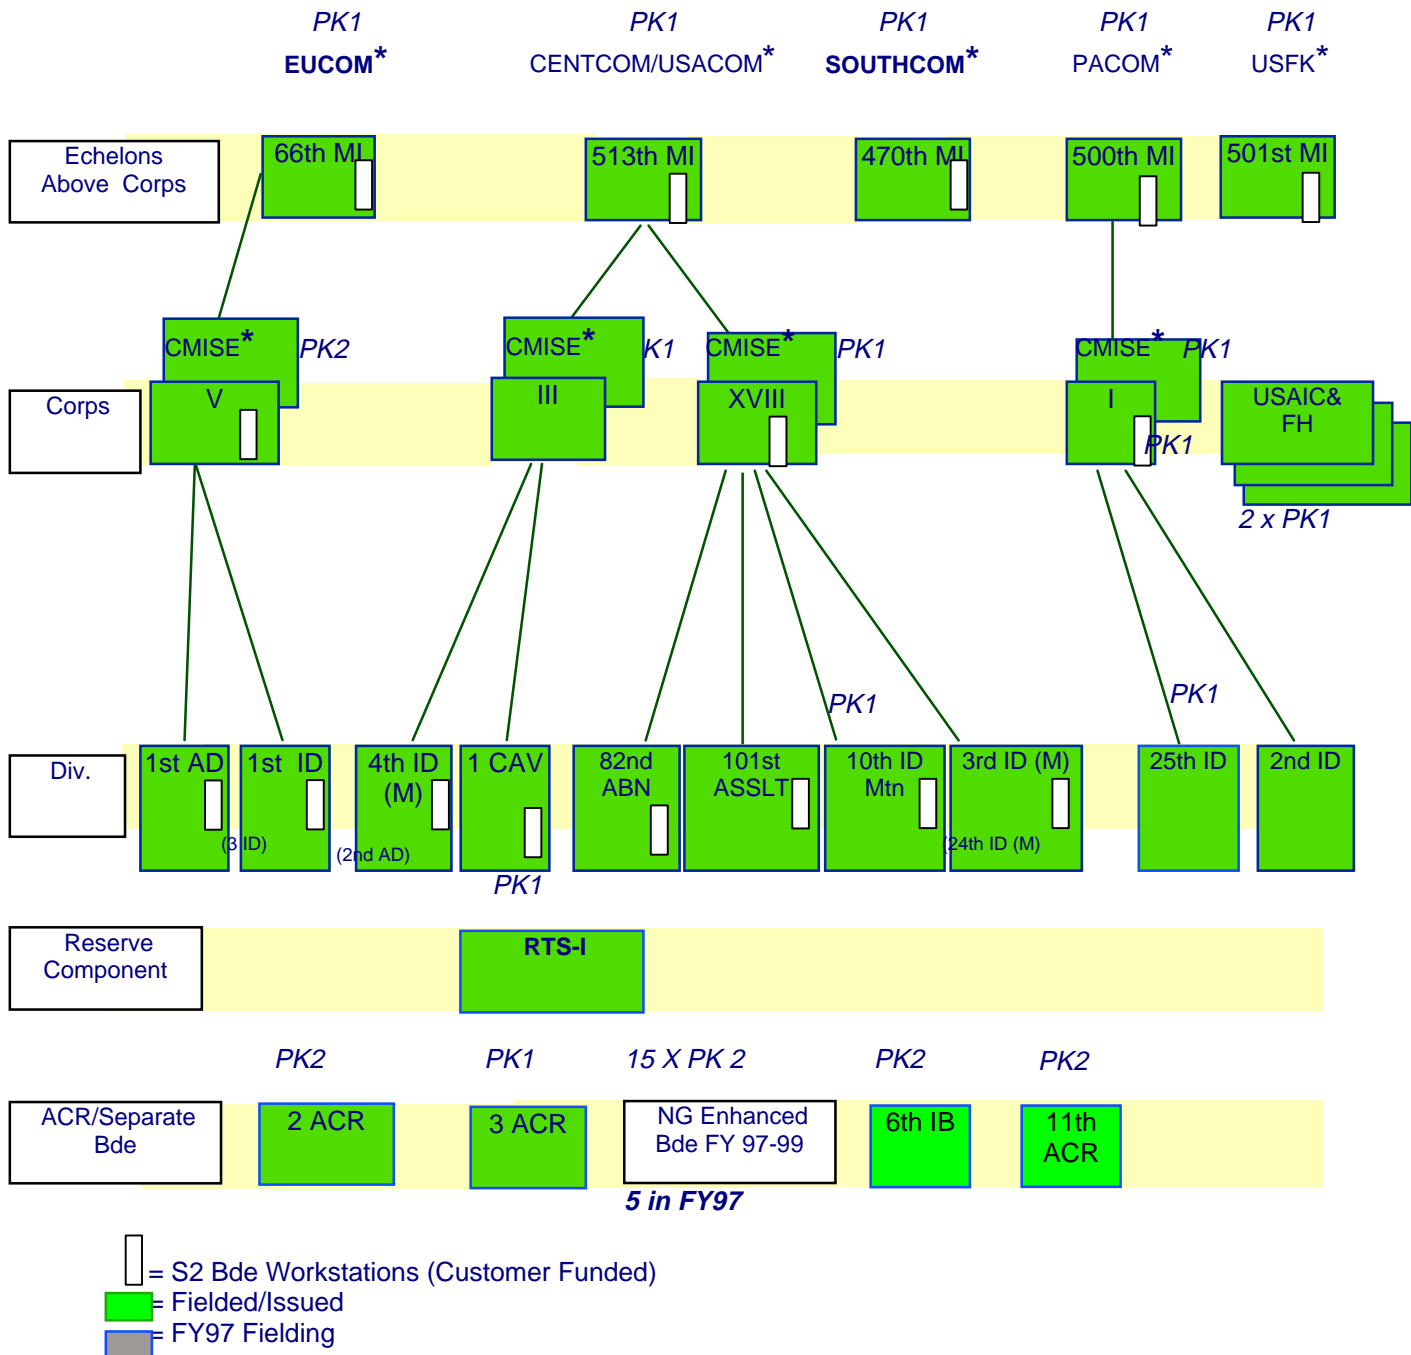 PK1 PK1 PK1 PK1 PK1
EUCOM* CENTCOM/USACOM* SOUTHCOM* PACOM* USFK*
Echelons
Above Corps
66th MI 513th MI 470th MI 500th MI 501st MI
CMISE* PK2 CMISE* K1 CMISE* PK1 CMISE* PK1
Corps
V III XVIII I PK1
USAIC&
FH
2 x PK1
PK1 PK1
Div.
1st AD
(3 ID)
1st ID
4th ID
(M)
(2nd AD)
1 CAV
PK1
82nd
ABN
101st
ASSLT
10th ID
Mtn
3rd ID (M)
(24th ID (M)
25th ID
2nd ID
Reserve
Component
RTS-I
PK2 PK1 15 X PK 2 PK2 PK2
ACR/Separate
Bde
2 ACR
3 ACR
NG Enhanced
Bde FY 97-99
6th IB
11th
ACR
5 in FY97
= S2 Bde Workstations (Customer Funded)
= Fielded/Issued
= FY97 Fielding